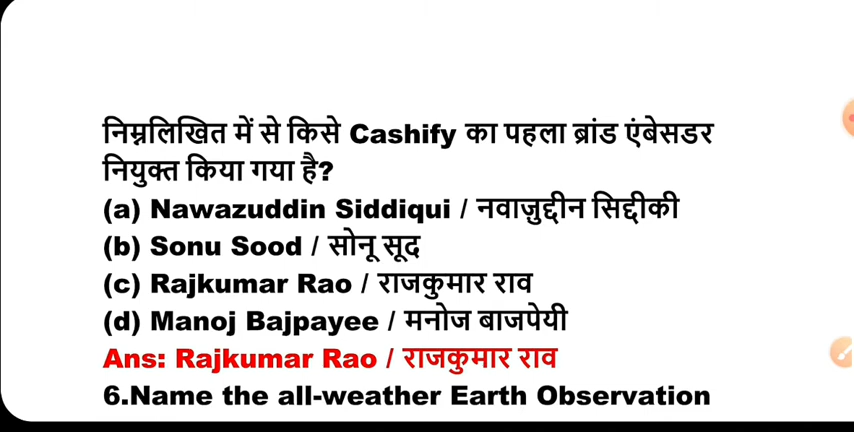 निम्नलिखित में से किसे Cashify का पहला ब्रांड एंबेसडर
नियुक्त किया गया है?
(a) Nawazuddin Siddiqui / नवाज़ुद्दीन सिद्दीकी
(b) Sonu Sood / सोनू सूद
(c) Rajkumar Rao / राजकुमार राव
(d) Manoj Bajpayee / मनोज बाजपेयी
Ans: Rajkumar Rao / राजकुमार राव
6.Name the all-weather Earth Observation